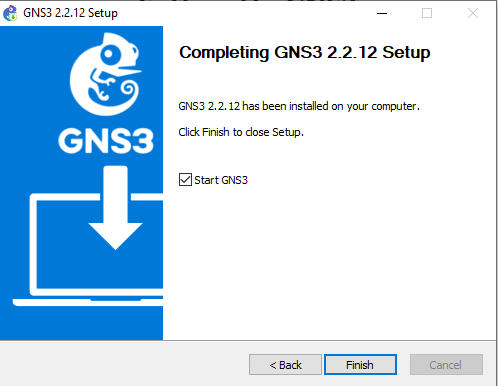 GNS3 2.2.12 Setup
Completing GNS3 2.2.12 Setup
GNS3 2.2.12 has been installed on your computer.
Click Finish to close Setup.
GNS3
Start GNS3
< Back
Finish
Cancel